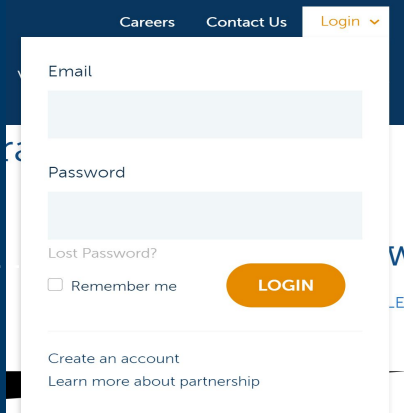 Careers Contact Us Login
Email
Password
Lost Password?
Remember me LOGIN
Create an account
Learn more about partnership